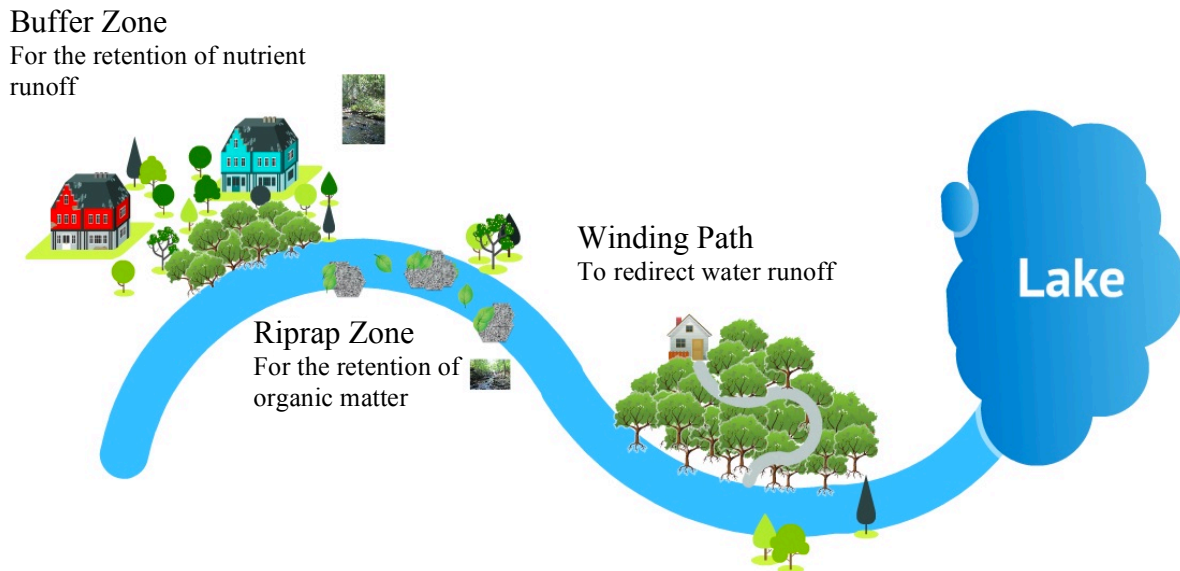 Buffer Zone
For the retention of nutrient
runoff
Winding Path
To redirect water runoff
Lake
Riprap Zone
For the retention of
organic matter